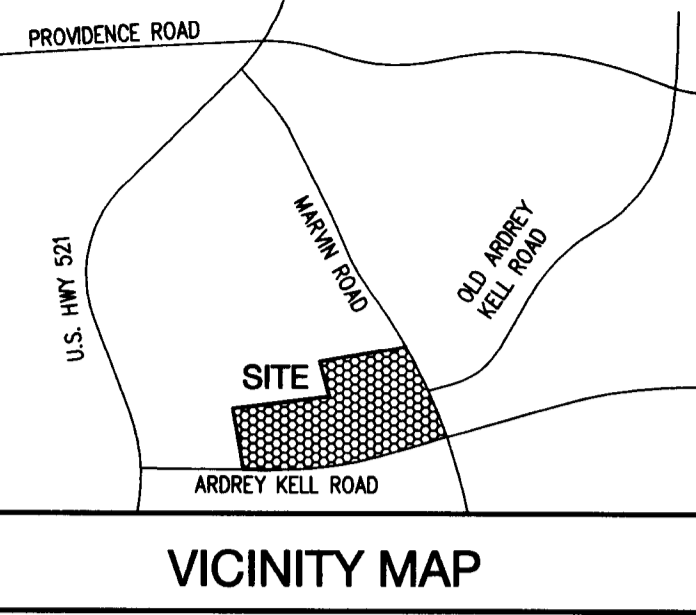 PROVIDENCE ROAD
MARVIN ROAD
OLD ARDREY
KELL ROAD
U.S. HWY 521
SITE
ARDREY KELL ROAD
VICINITY MAP